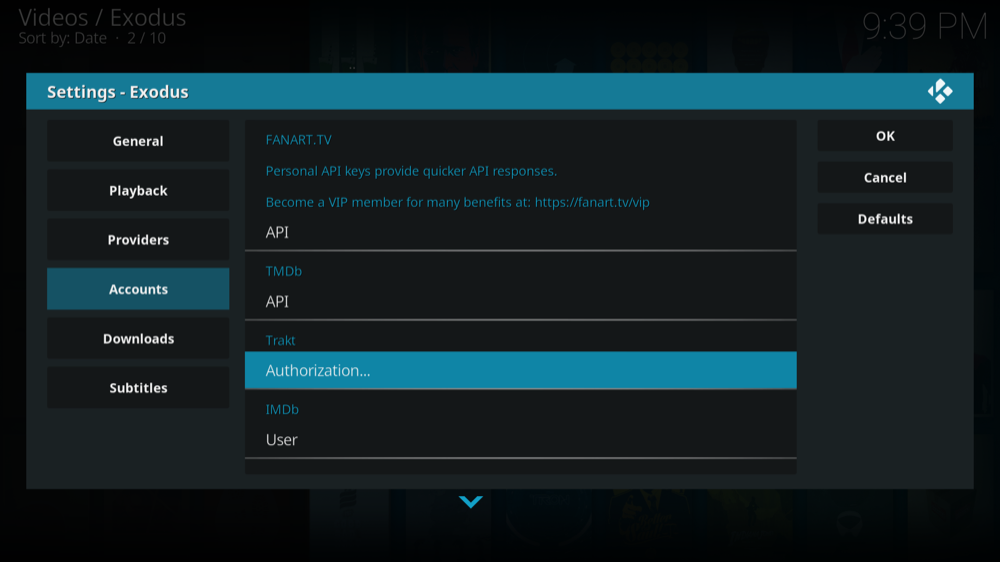 Videos / Exodus
Sort by: Date · 2 / 10
9:39 PM
Settings - Exodus
General
Playback
Providers
Accounts
Downloads
Subtitles
FANART.TV
Personal API keys provide quicker API responses.
Become a VIP member for many benefits at: https://fanart.tv/vip
API
TMDb
API
Trakt
Authorization...
IMDb
User
OK
Cancel
Defaults